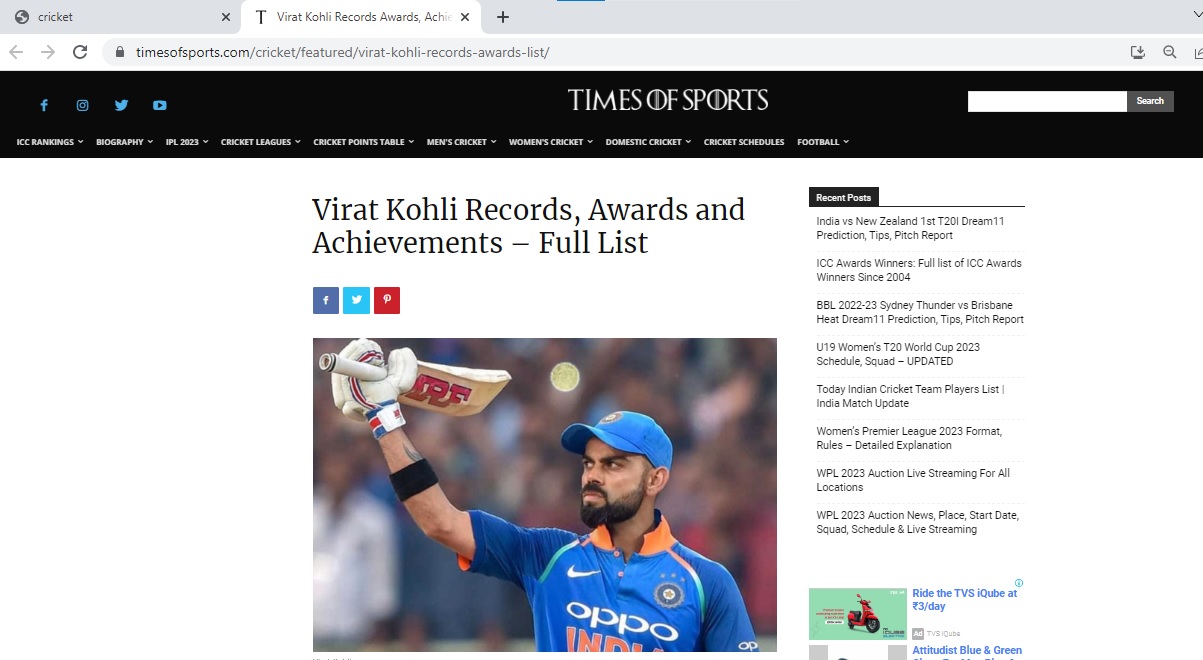 cricket
Virat Kohli Records Awards, Achie
timesofsports.com/cricket/featured/virat-kohli-records-awards-list/
TIMES OF SPORTS
Search
ICC RANKINGS BIOGRAPHY IPL 2023 CRICKET LEAGUES CRICKET POINTS TABLE MEN'S CRICKET WOMEN'S CRICKET DOMESTIC CRICKET CRICKET SCHEDULES FOOTBALL
Virat Kohli Records, Awards and
Achievements – Full List
MRF
oppo
INDIA
op
Recent Posts
India vs New Zealand 1st T20I Dream11
Prediction, Tips, Pitch Report
ICC Awards Winners: Full list of ICC Awards
Winners Since 2004
BBL 2022-23 Sydney Thunder vs Brisbane
Heat Dream11 Prediction, Tips, Pitch Report
U19 Women's T20 World Cup 2023
Schedule, Squad – UPDATED
Today Indian Cricket Team Players List |
India Match Update
Women's Premier League 2023 Format,
Rules – Detailed Explanation
WPL 2023 Auction Live Streaming For All
Locations
WPL 2023 Auction News, Place, Start Date,
Squad, Schedule & Live Streaming
Ride the TVS iQube at
₹3/day
Ad TVS iQube
Attitudist Blue & Green